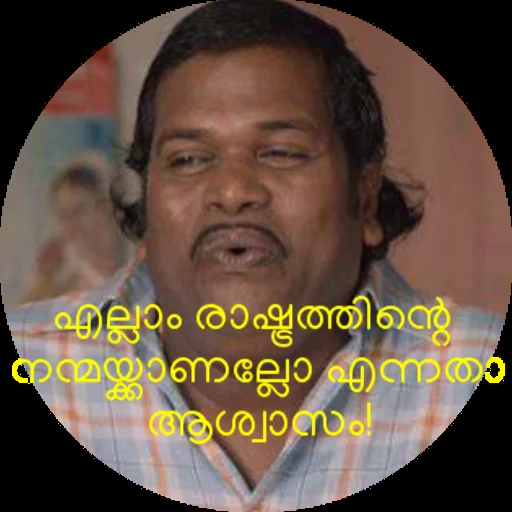 എല്ലാം രാഷ്ട്രത്തിന്റെ
നന്മയ്ക്കാണല്ലോ എന്നതാ
ആശ്വാസം!